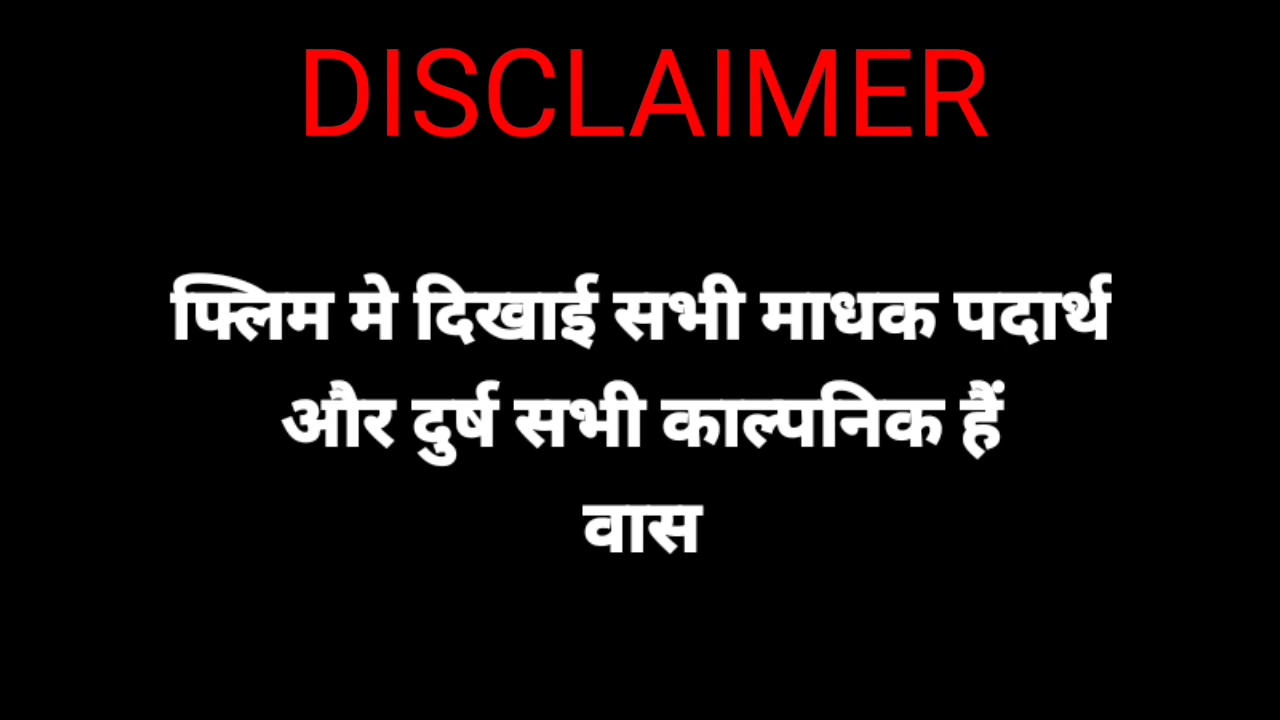 DISCLAIMER
फ्लिम मे दिखाई सभी माधक पदार्थ
और दुर्ष सभी काल्पनिक हैं
वास